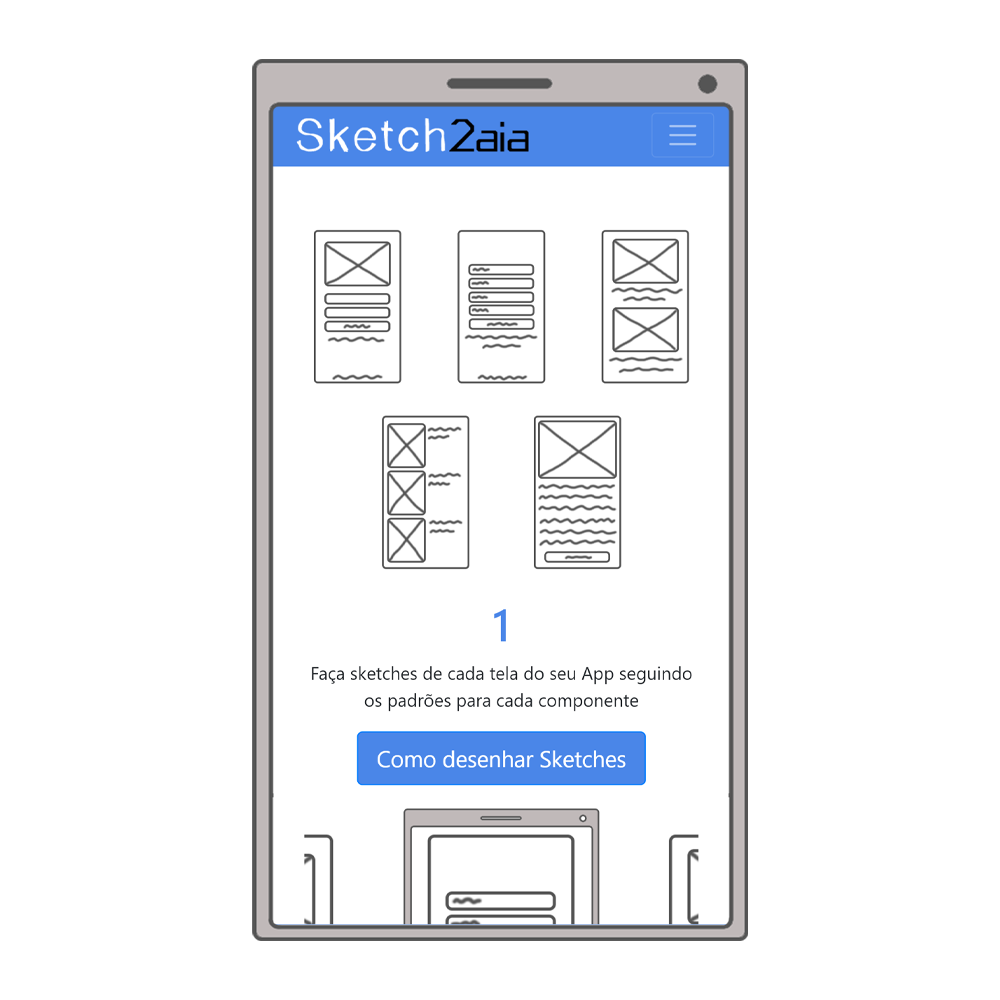 Sketch2aia
1
Faça sketches de cada tela do seu App seguindo
os padrões para cada componente
Como desenhar Sketches